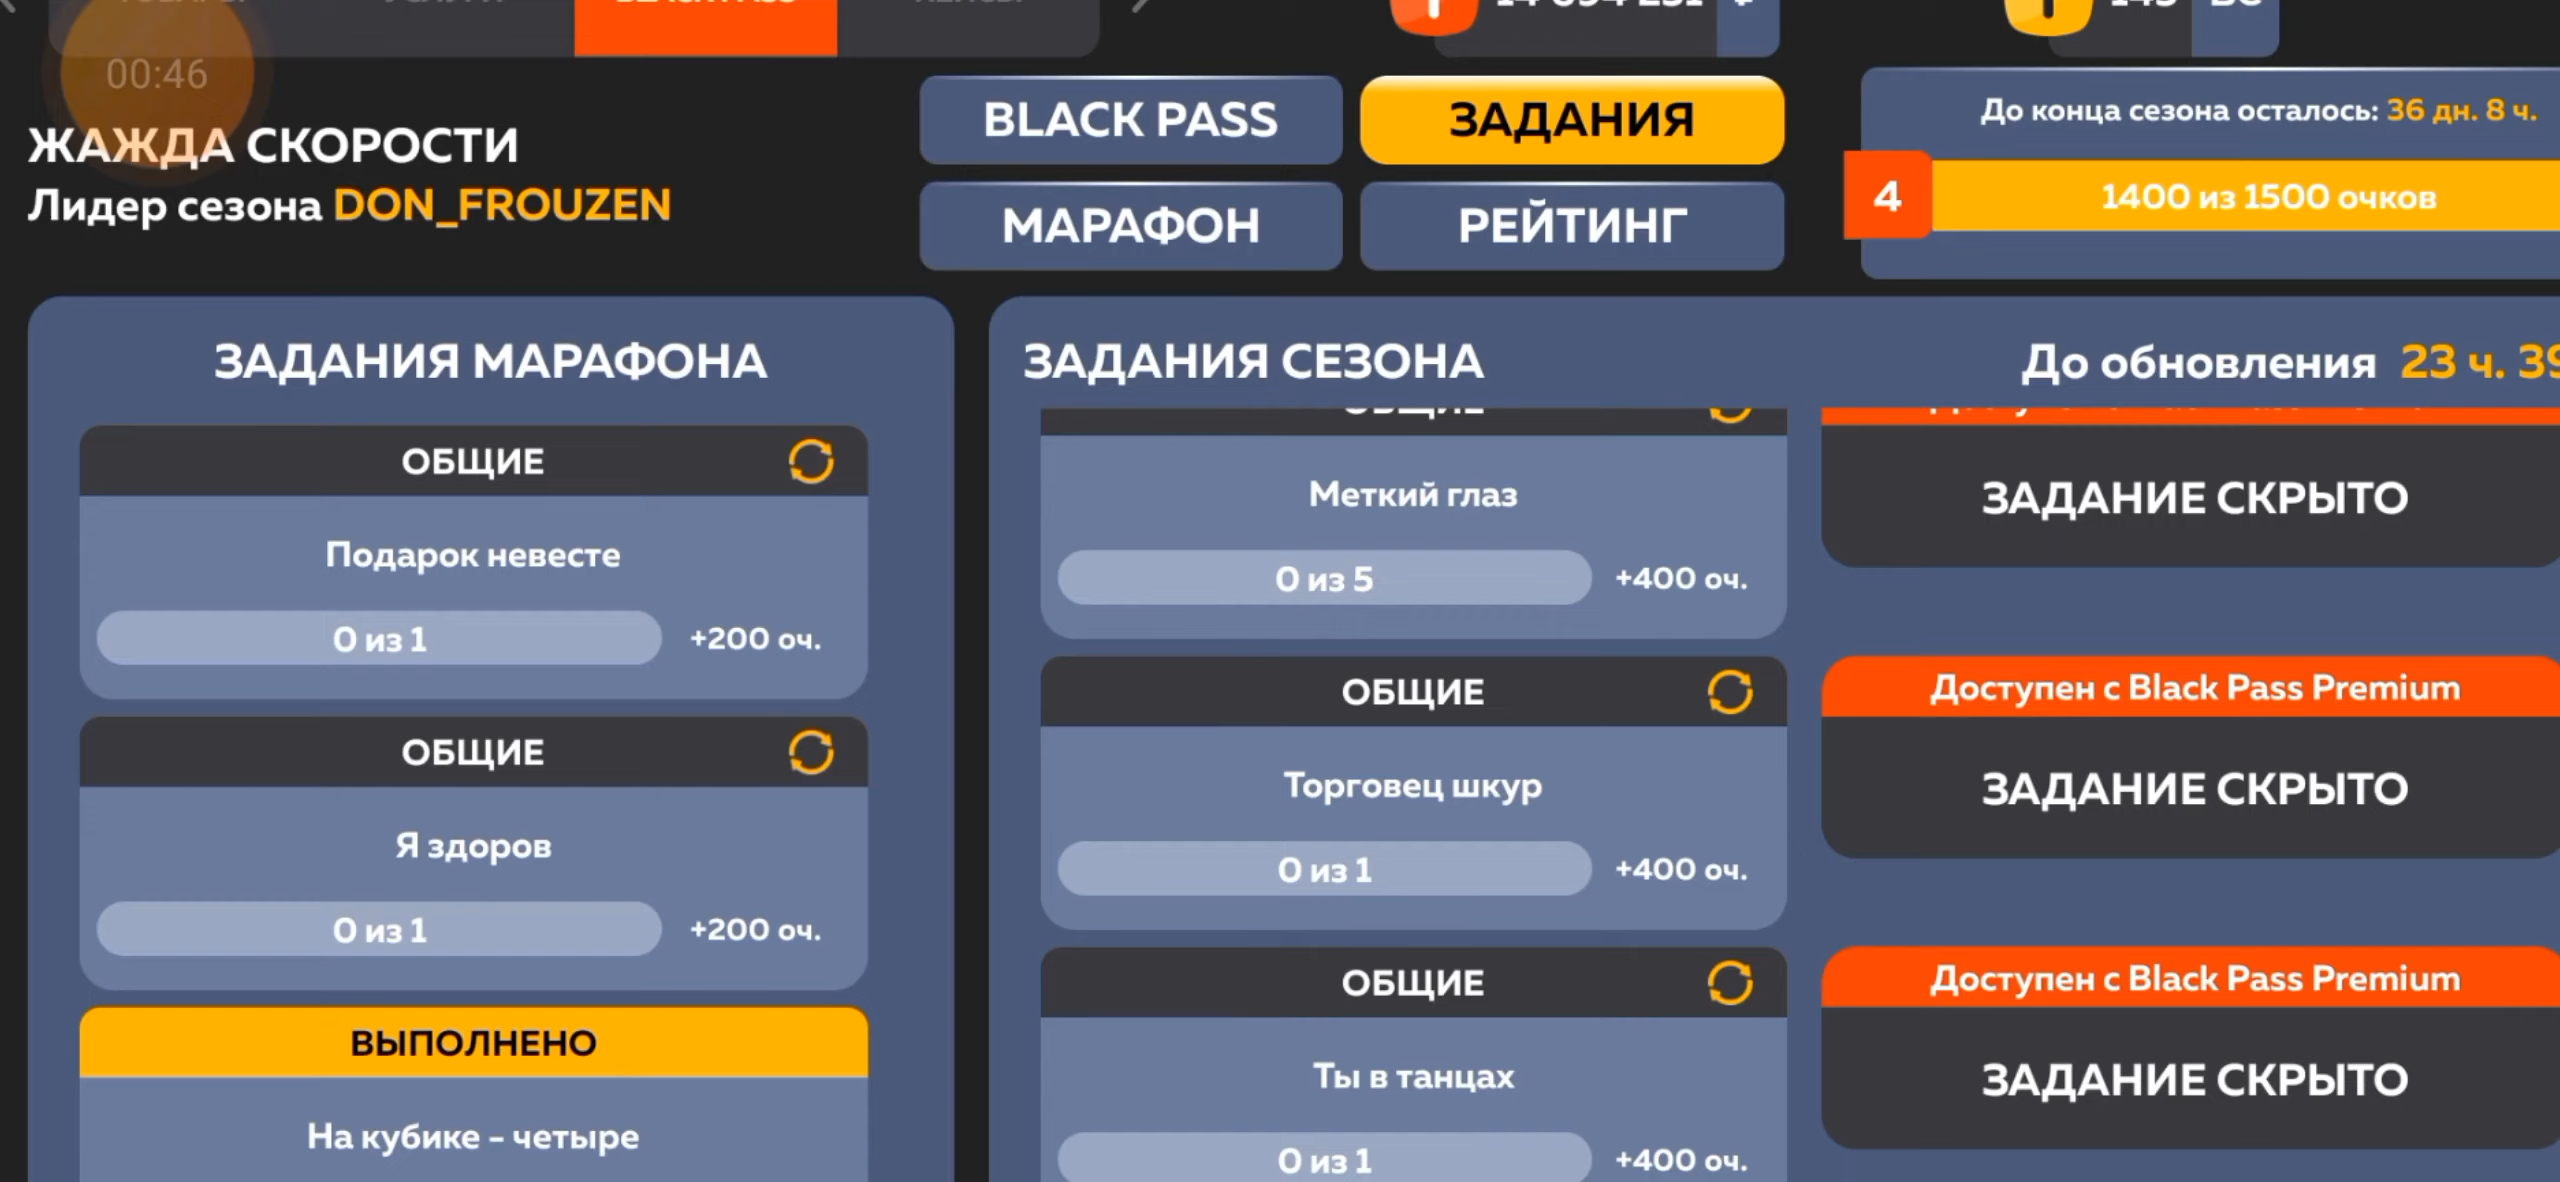 BLACK PASS
ЗАДАНИЯ
До конца сезона осталось: 36 дн. 8 ч.
00:46
ЖАЖДА СКОРОСТИ
Лидер сезона DON_FROUZEN
4
1400 из 1500 очков
МАРАФОН
РЕЙТИНГ
ЗАДАНИЯ МАРАФОНА
ОБЩИЕ
Подарок невесте
0 из 1
+200 оч.
ОБЩИЕ
Я здоров
0 из 1
+200 оч.
ВЫПОЛНЕНО
На кубике - четыре
ЗАДАНИЯ СЕЗОНА
До обновления 23 ч. 39
ОБЩИЕ
Меткий глаз
0 из 5
+400 оч.
ЗАДАНИЕ СКРЫТО
ОБЩИЕ
Торговец шкур
0 из 1
+400 оч.
Доступен с Black Pass Premium
ЗАДАНИЕ СКРЫТО
ОБЩИЕ
Ты в танцах
0 из 1
+400 оч.
Доступен с Black Pass Premium
ЗАДАНИЕ СКРЫТО